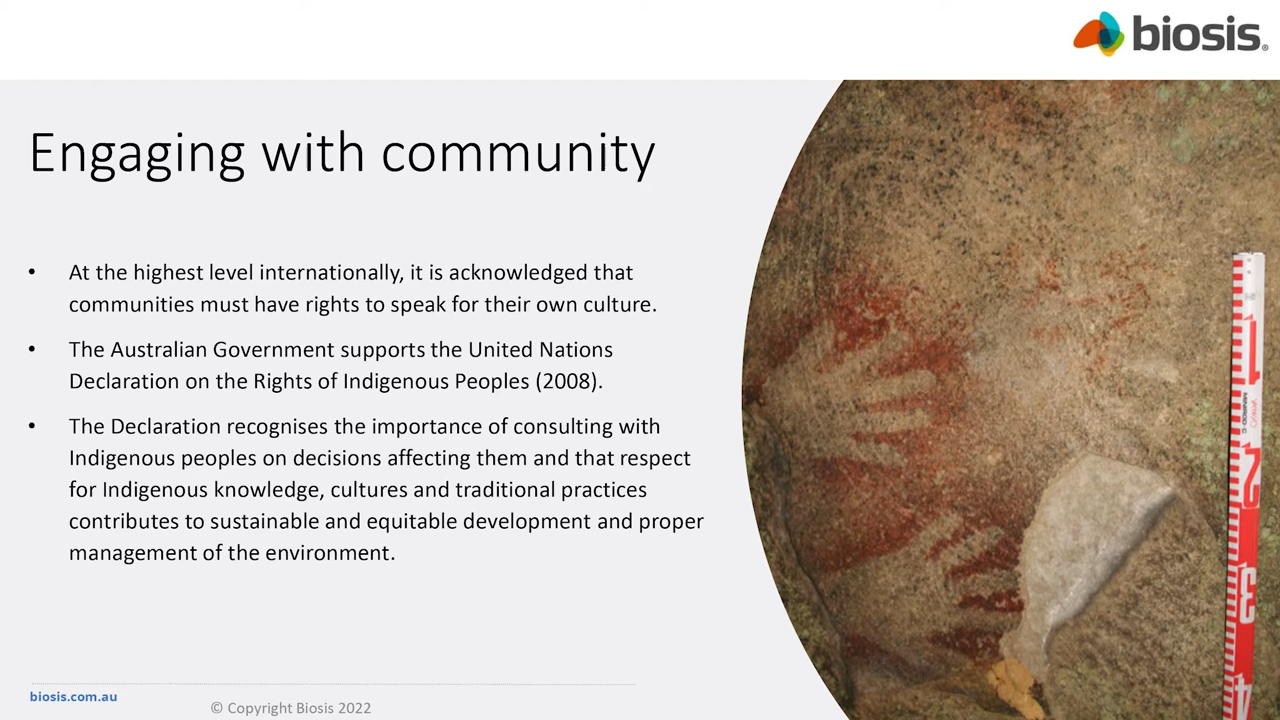 biosis®
Engaging with community
• At the highest level internationally, it is acknowledged that
communities must have rights to speak for their own culture.
• The Australian Government supports the United Nations
Declaration on the Rights of Indigenous Peoples (2008).
• The Declaration recognises the importance of consulting with
Indigenous peoples on decisions affecting them and that respect
for Indigenous knowledge, cultures and traditional practices
contributes to sustainable and equitable development and proper
management of the environment.
1
2
3
4
biosis.com.au
© Copyright Biosis 2022